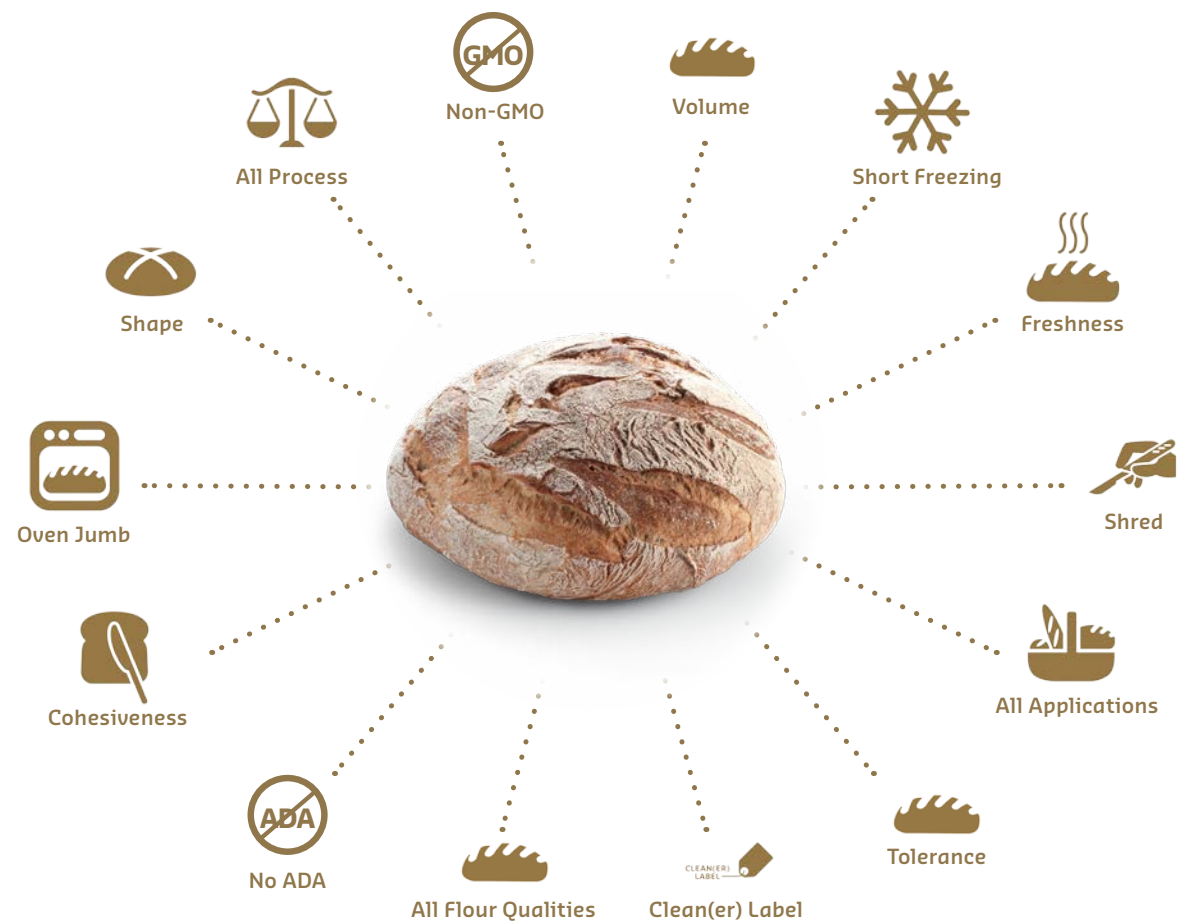 GMO
Non-GMO
Volume
All Process
Short Freezing
Shape
Freshness
Oven Jumb
Shred
Cohesiveness
All Applications
ADA
No ADA
Tolerance
CLEAN(ER)
LABEL
All Flour Qualities
Clean(er) Label